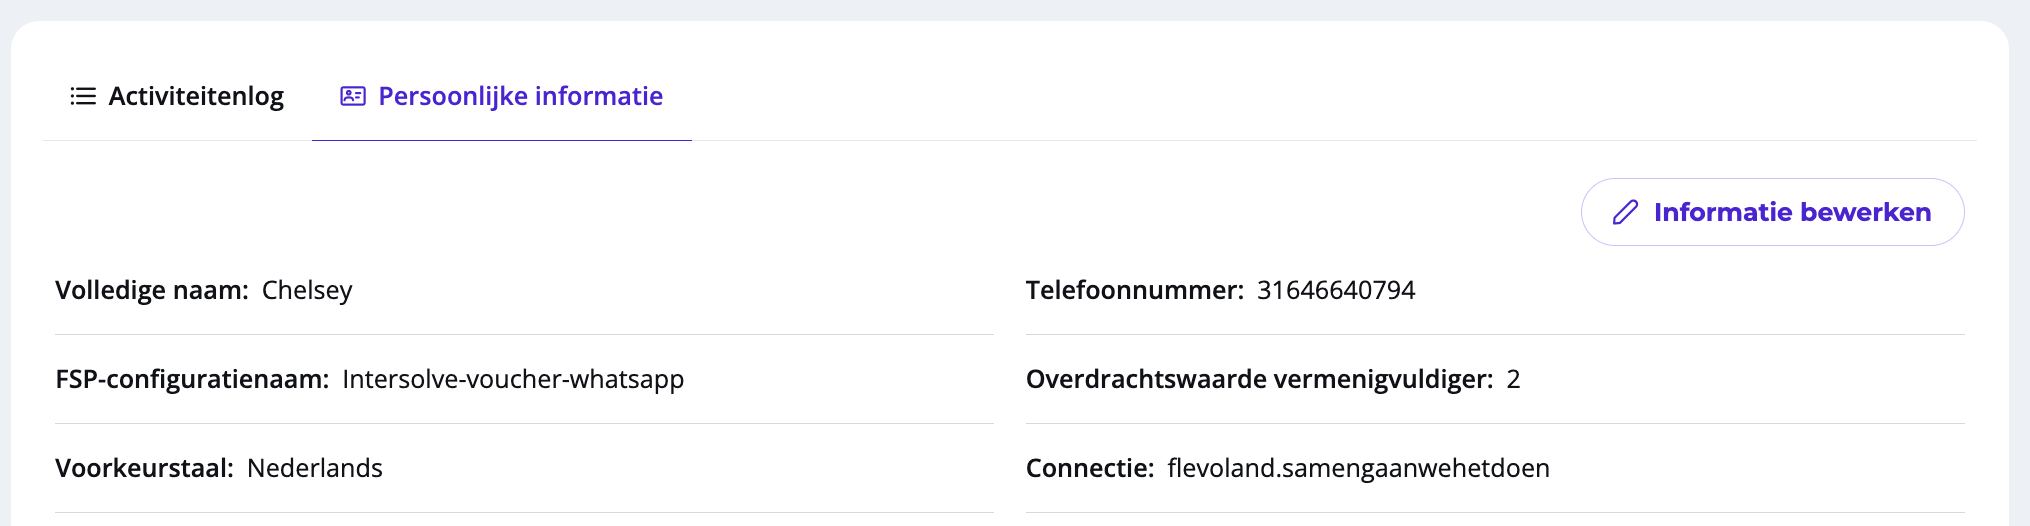 Activiteitenlog Persoonlijke informatie
Informatie bewerken
Volledige naam: Chelsey Telefoonnummer: 31646640794
FSP-configuratienaam: Intersolve-voucher-whatsapp Overdrachtswaarde vermenigvuldiger: 2
Voorkeurstaal: Nederlands Connectie: flevoland.samengaanwehetdoen